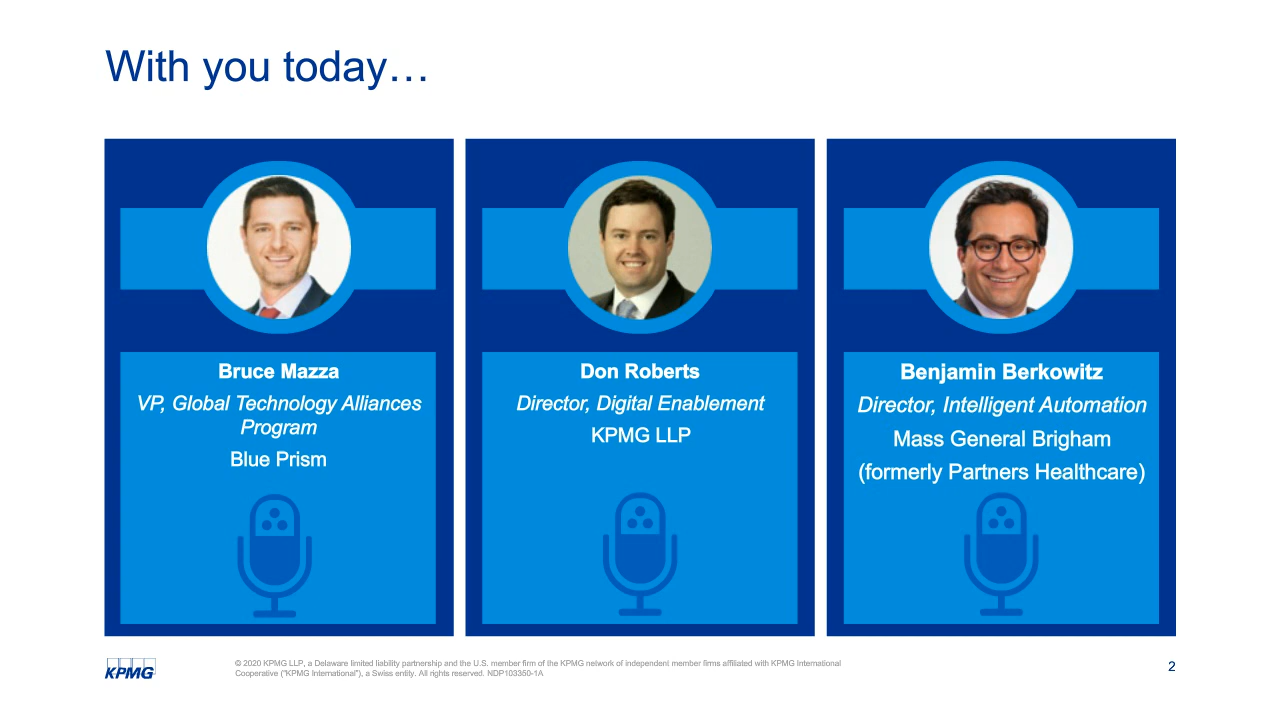 With you today…
Bruce Mazza
VP, Global Technology Alliances
Program
Blue Prism
Don Roberts
Director, Digital Enablement
KPMG LLP
Benjamin Berkowitz
Director, Intelligent Automation
Mass General Brigham
(formerly Partners Healthcare)
KPMG
© 2020 KPMG LLP, a Delaware limited liability partnership and the U.S. member firm of the KPMG network of independent member firms affiliated with KPMG International
Cooperative ("KPMG International"), a Swiss entity. All rights reserved. NDP103350-1A
2